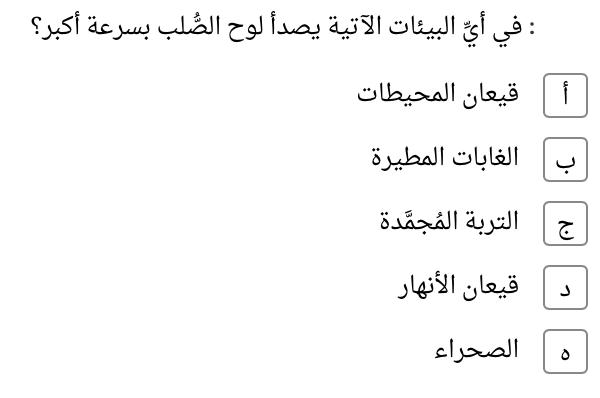 : في أيِّ البيئات الآتية يصدأ لوح الصُّلب بسرعة أكبر؟
أ قيعان المحيطات
ب الغابات المطيرة
ج التربة المُجمَّدة
د قيعان الأنهار
ه الصحراء